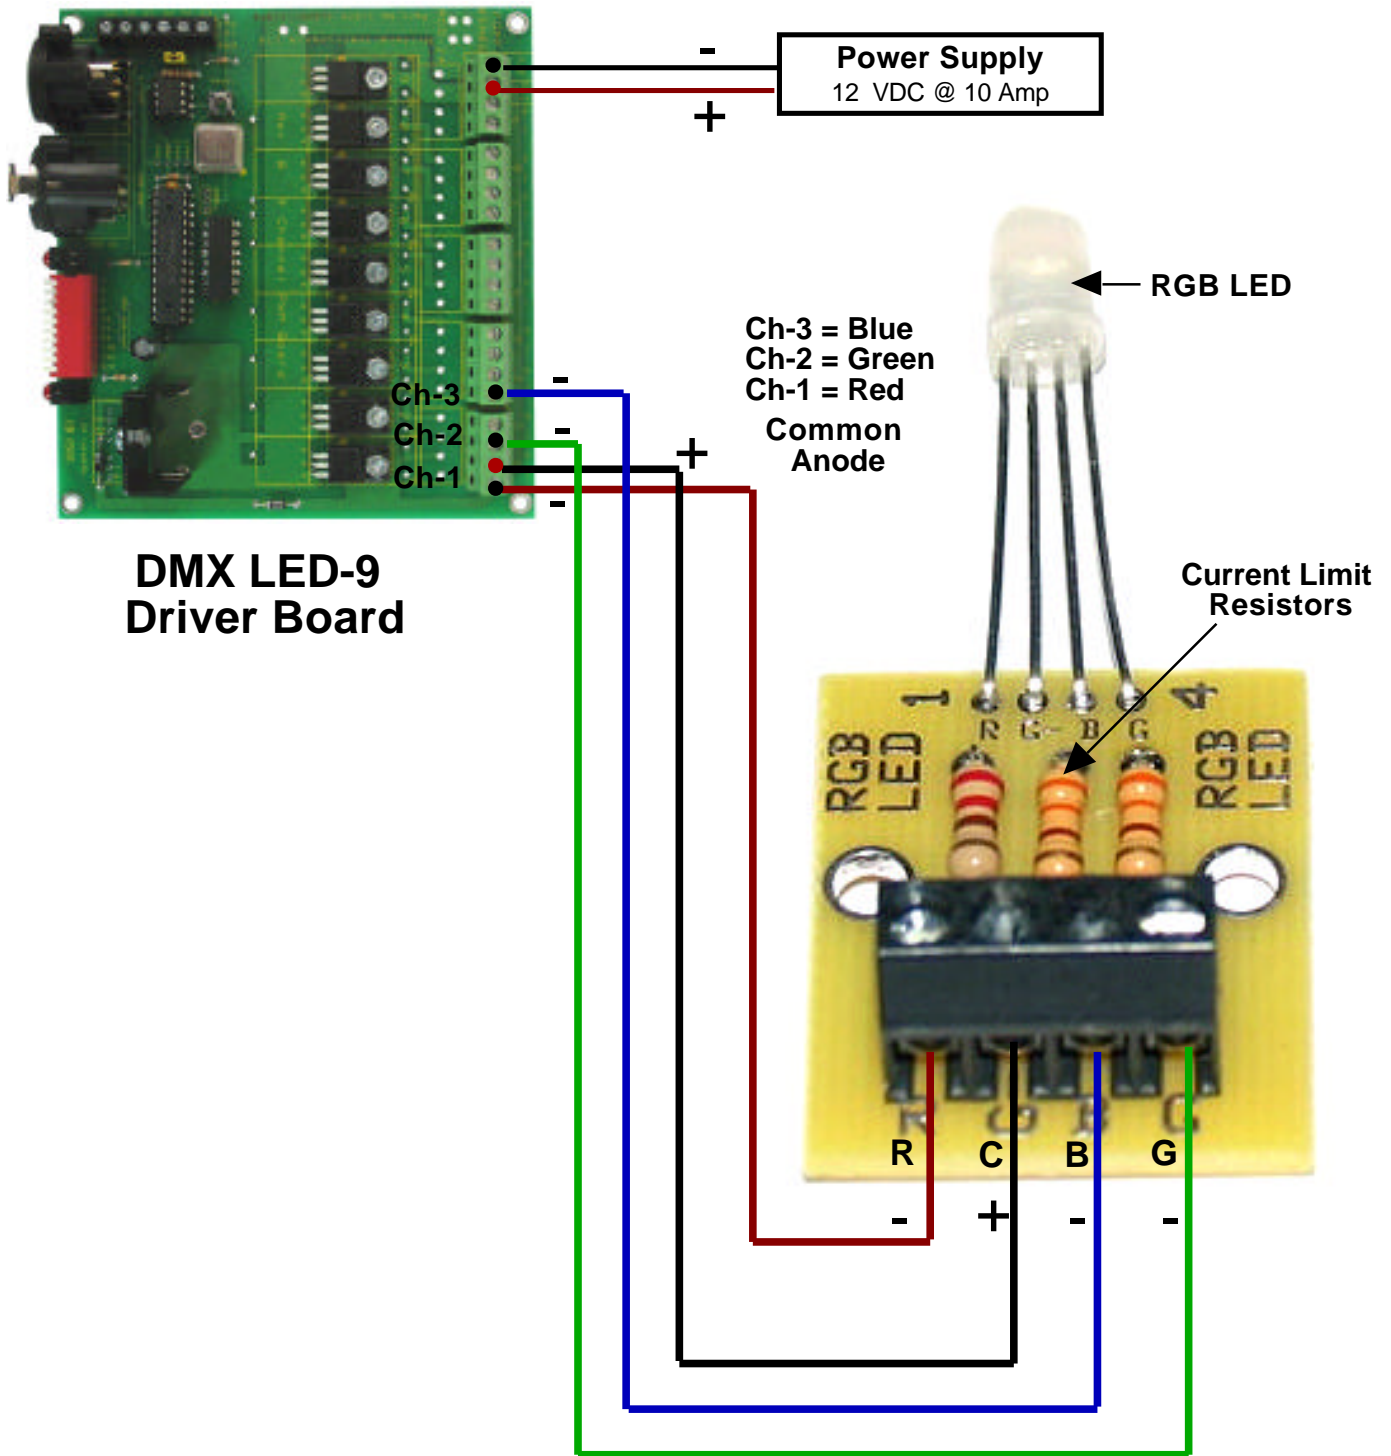 -
Power Supply
12 VDC @ 10 Amp
+
RGB LED
Ch-3 = Blue
Ch-2 = Green
Ch-1 = Red
Common
Anode
Ch-3
-
Ch-2
-
+
Ch-1
-
DMX LED-9
Driver Board
Current Limit
Resistors
1
4
R G- B G
RGB
LED
RGB
LED
R C B G
R C B G
- + - -